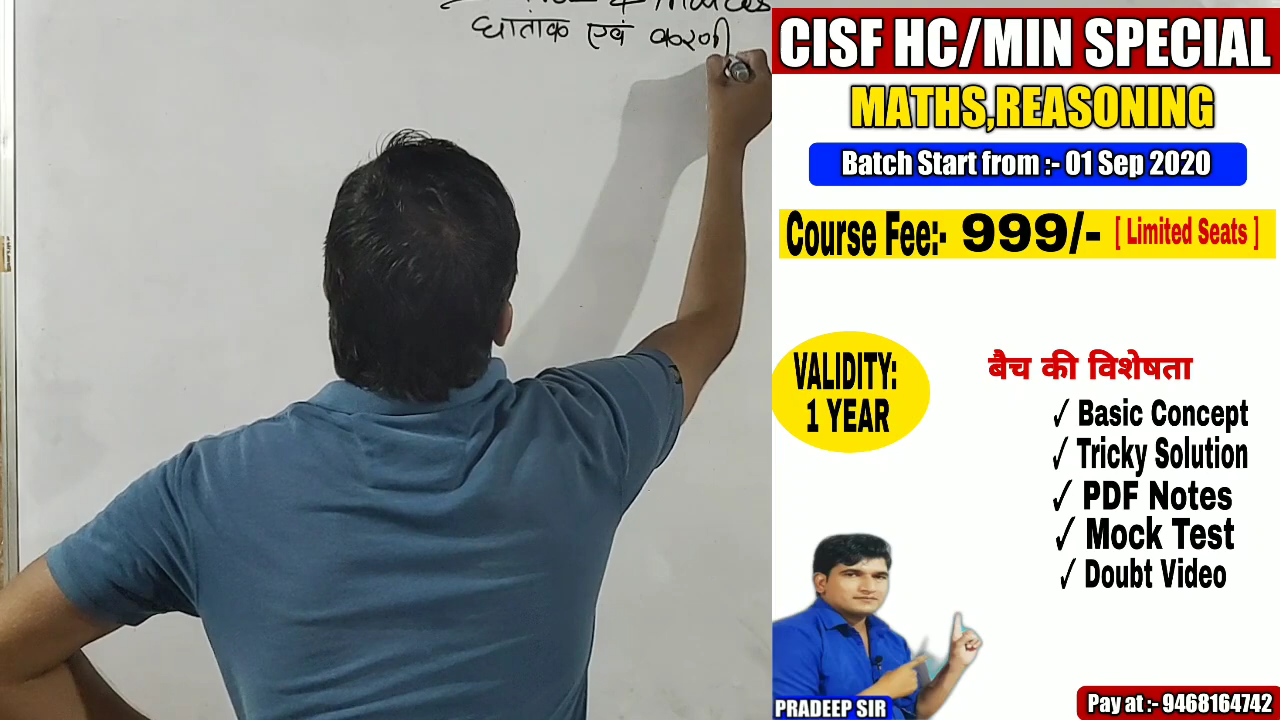 घातांक एवं करणी
CISF HC/MIN SPECIAL
MATHS,REASONING
Batch Start from :- 01 Sep 2020
Course Fee:- 999/- [ Limited Seats ]
VALIDITY:
1 YEAR
बैच की विशेषता
✓ Basic Concept
✓ Tricky Solution
✓ PDF Notes
✓ Mock Test
✓ Doubt Video
PRADEEP SIR
Pay at :- 9468164742